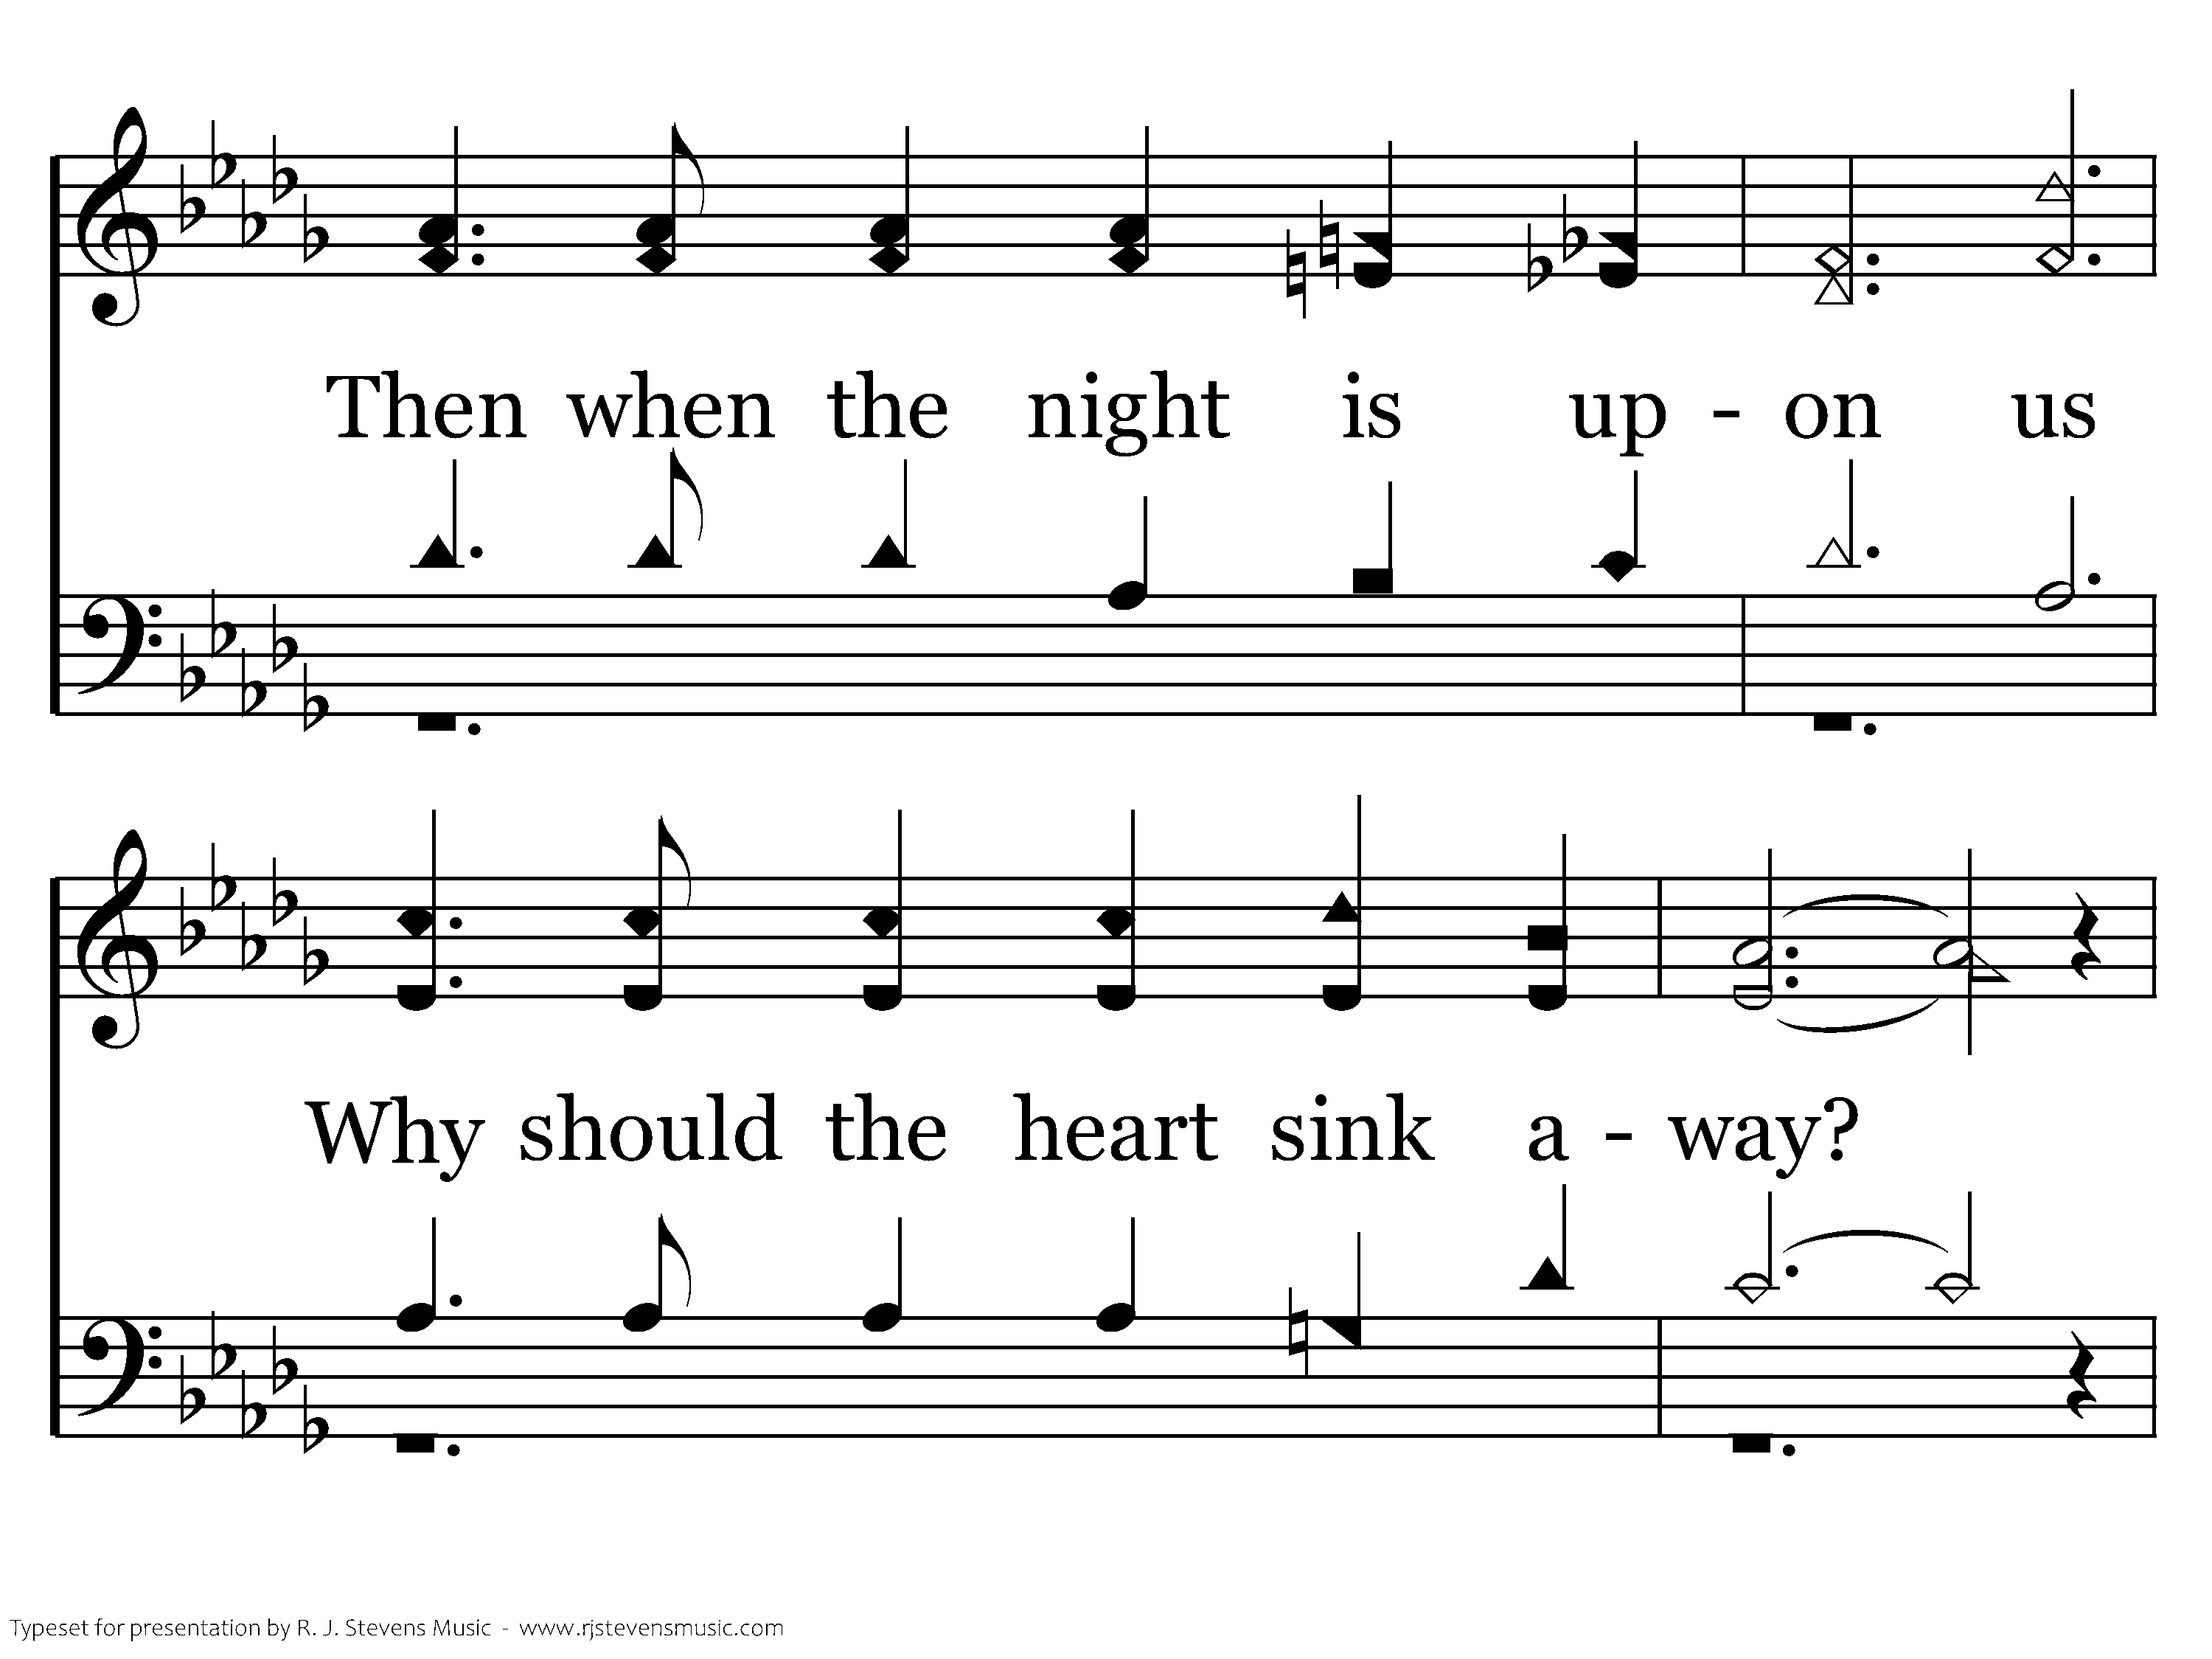 Then when the night is up - on us
Why should the heart sink a - way?
Typeset for presentation by R. J. Stevens Music - www.rjstevensmusic.com